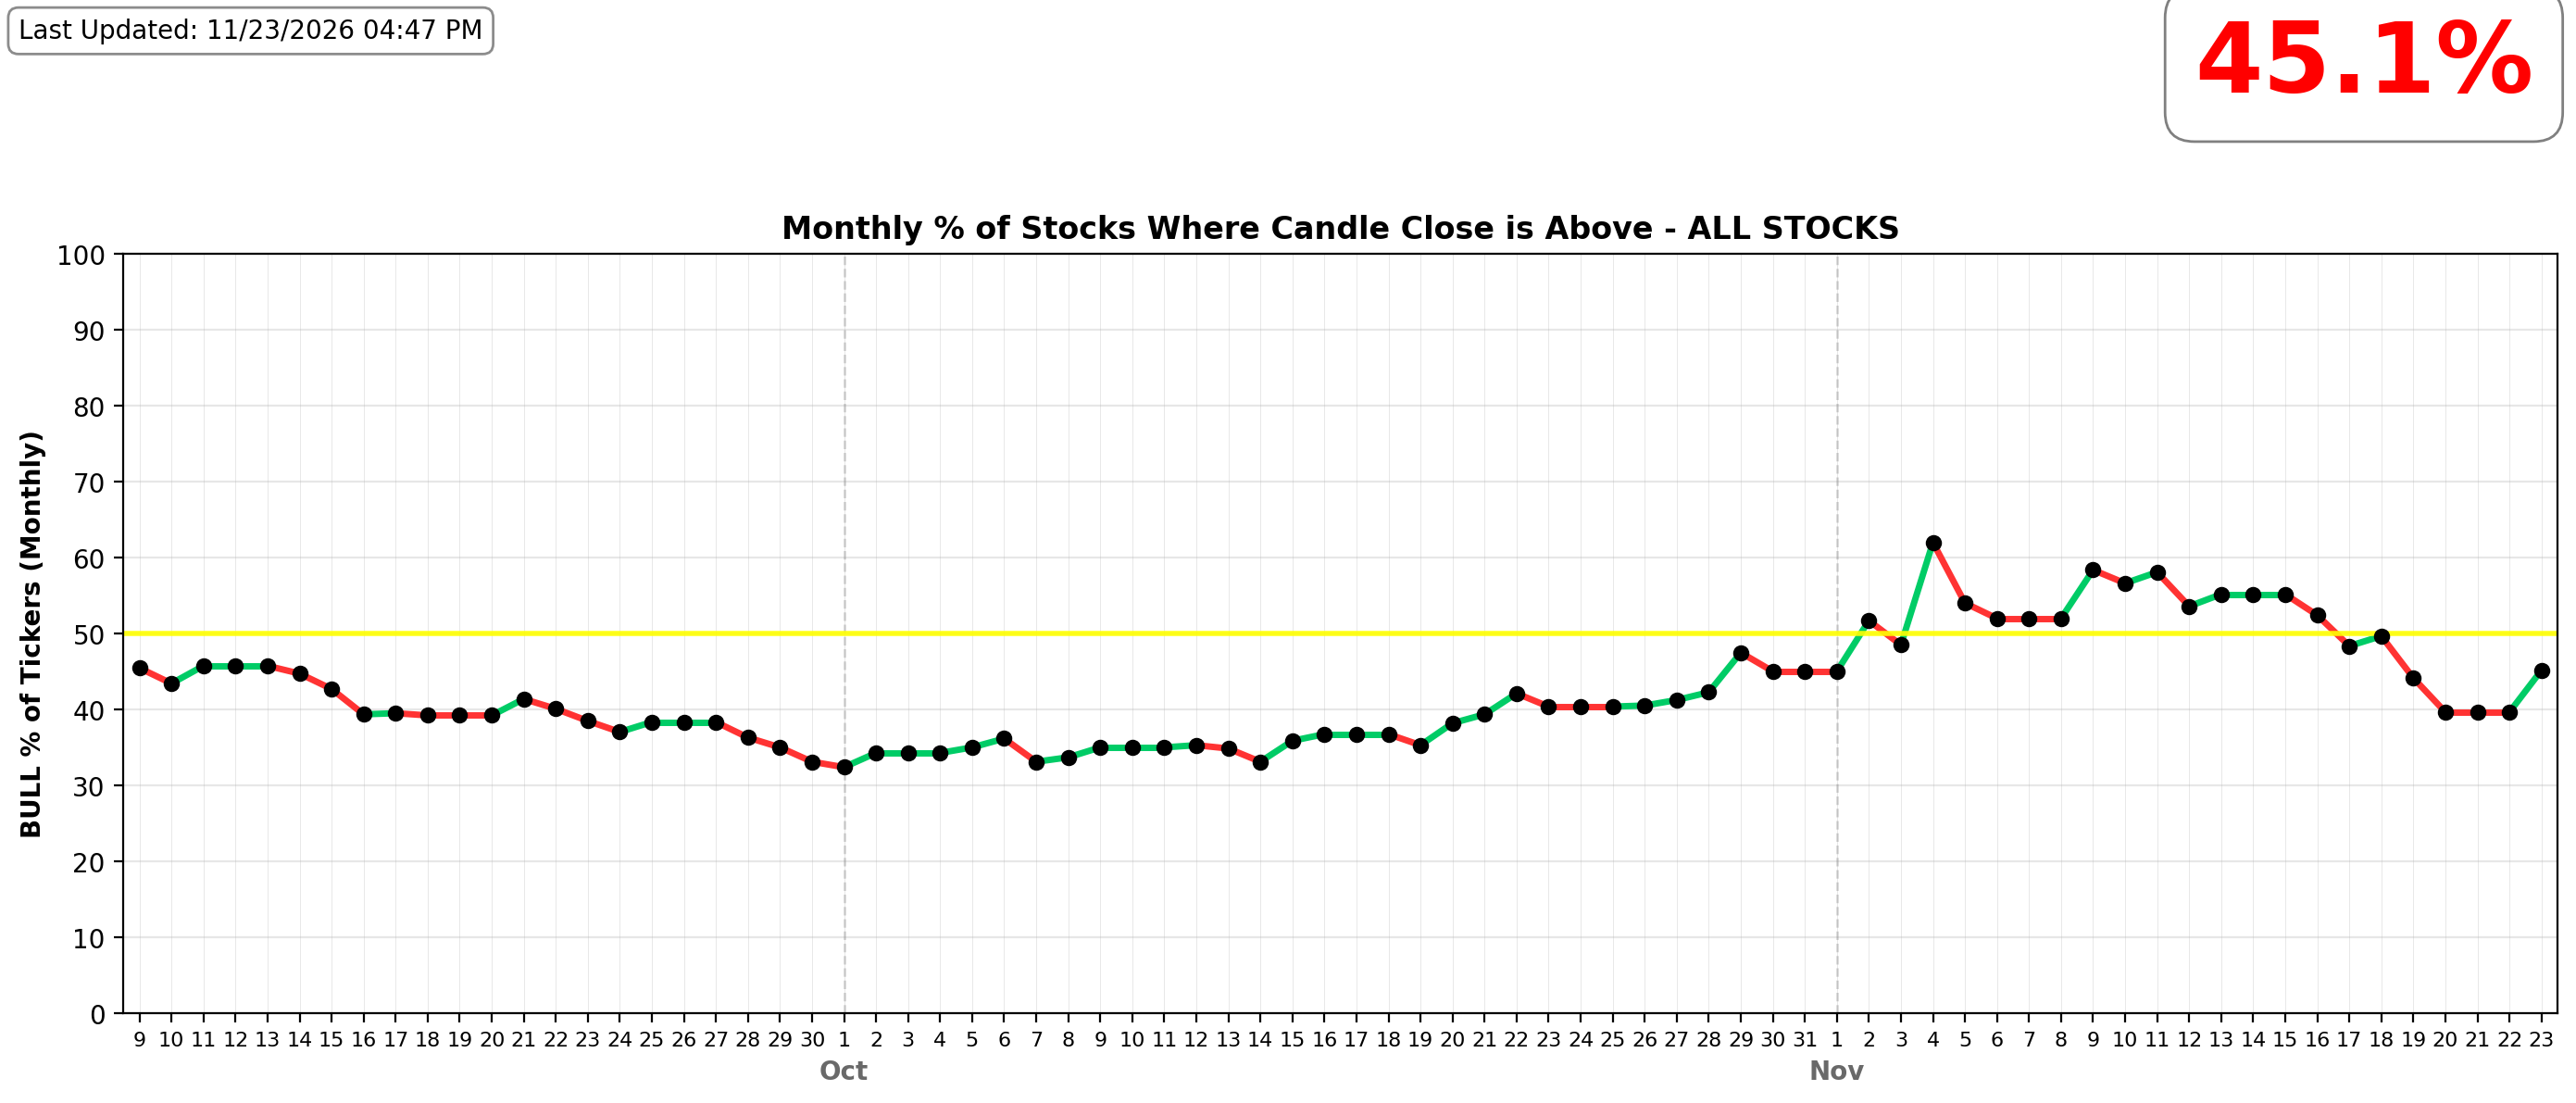 Last Updated: 11/23/2026 04:47 PM
45.1%
Monthly % of Stocks Where Candle Close is Above - ALL STOCKS
BULL % of Tickers (Monthly)
100
90
80
70
60
50
40
30
20
10
0
9 10 11 12 13 14 15 16 17 18 19 20 21 22 23 24 25 26 27 28 29 30 1 2 3 4 5 6 7 8 9 10 11 12 13 14 15 16 17 18 19 20 21 22 23 24 25 26 27 28 29 30 31 1 2 3 4 5 6 7 8 9 10 11 12 13 14 15 16 17 18 19 20 21 22 23
Oct Nov